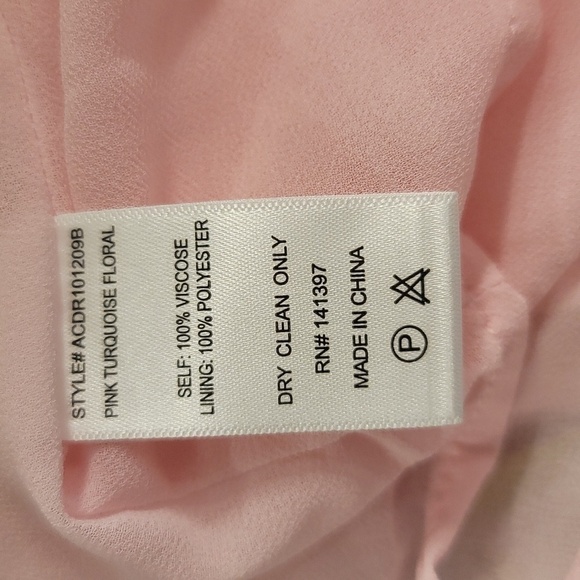 STYLE# ACDR101209B
PINK TURQUOISE FLORAL
SELF: 100% VISCOSE
LINING: 100% POLYESTER
DRY CLEAN ONLY
RN# 141397
MADE IN CHINA
P